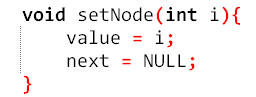 void setNode(int i){
value = i;
next = NULL;
}